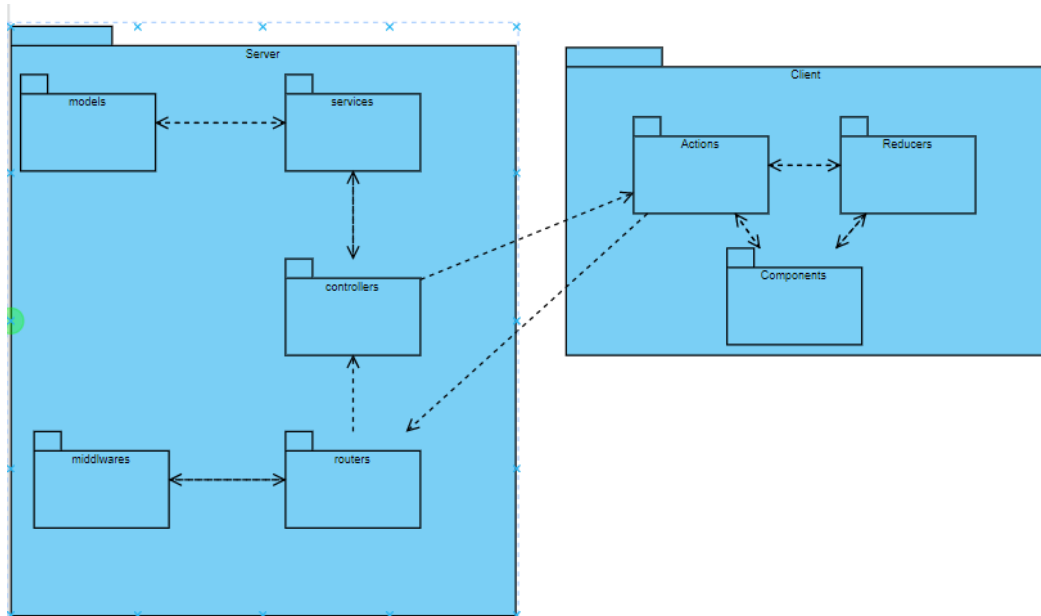 Server
models
services
controllers
middlwares
routers
Client
Actions
Reducers
Components